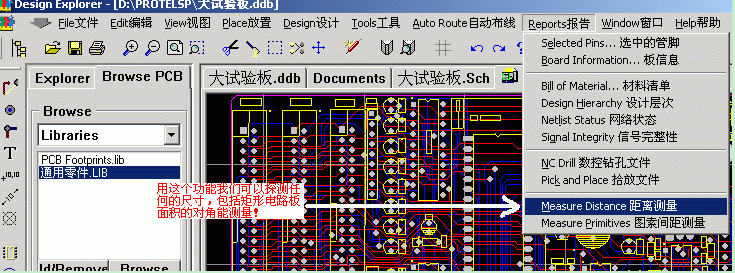 Design Explorer - [D:\PROTELSP\大试验板.ddb]
File文件 Edit编辑 View视图 Place放置 Design设计 Tools工具 Auto Route自动布线 Reports报告 Window窗口 Help帮助
Explorer Browse PCB
大试验板.ddb Documents 大试验板.Sch
Browse
Libraries
PCB Footprints.lib
通用零件.LIB
Id/Remove Browse
T
+10,10
用这个功能我们可以探测任
何的尺寸，包括矩形电路板
面积的对角能测量！
Selected Pins... 选中的管脚
Board Information... 板信息
Bill of Material... 材料清单
Design Hierarchy 设计层次
Netlist Status 网络状态
Signal Integrity 信号完整性
NC Drill 数控钻孔文件
Pick and Place 拾放文件
Measure Distance 距离测量
Measure Primitives 图素间距测量